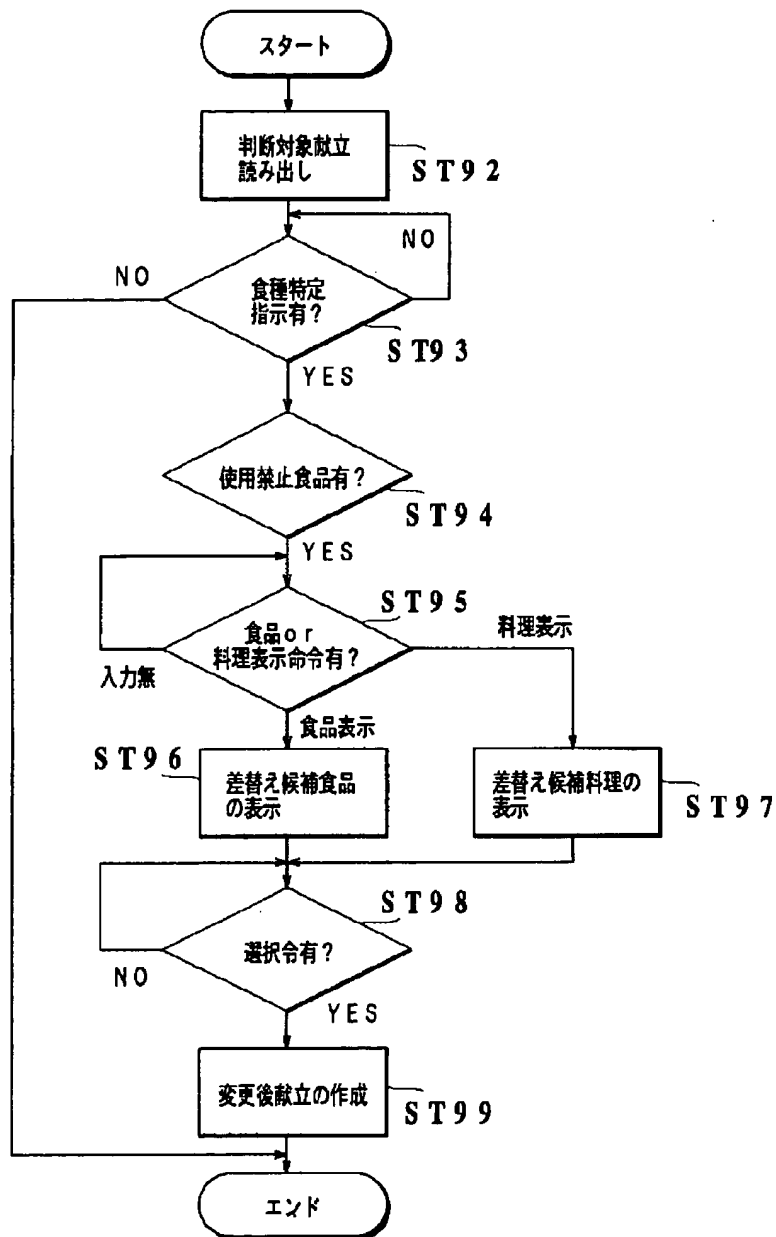 スタート
判断対象献立
読み出し
ST92
NO
NO
食種特定
指示有?
ST93
YES
使用禁止食品有?
ST94
YES
ST95
食品or
料理表示命令有?
料理表示
入力無
食品表示
ST96
差替え候補食品
の表示
差替え候補料理の
表示
ST97
ST98
選択令有?
NO
YES
変更後献立の作成
ST99
エンド